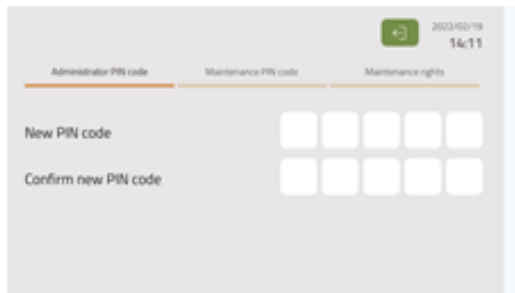 2022/02/19
14:11
Administrator PIN code Maintenance PIN code Maintenance rights
New PIN code
Confirm new PIN code